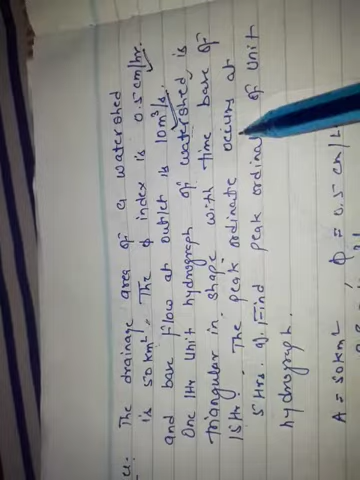 u. The drainage area of a watershed
is 50 km². The φ index is 0.5 cm/hr.
and base flow at outlet is 10 m³/s.
One 1Hr unit hydrograph of watershed is
triangular in shape with time base of
15 Hr. The peak ordinate occurs at
5 Hrs. Find peak ordina of unit
hydrograph.
A = 50 km² φ = 0.5 cm/